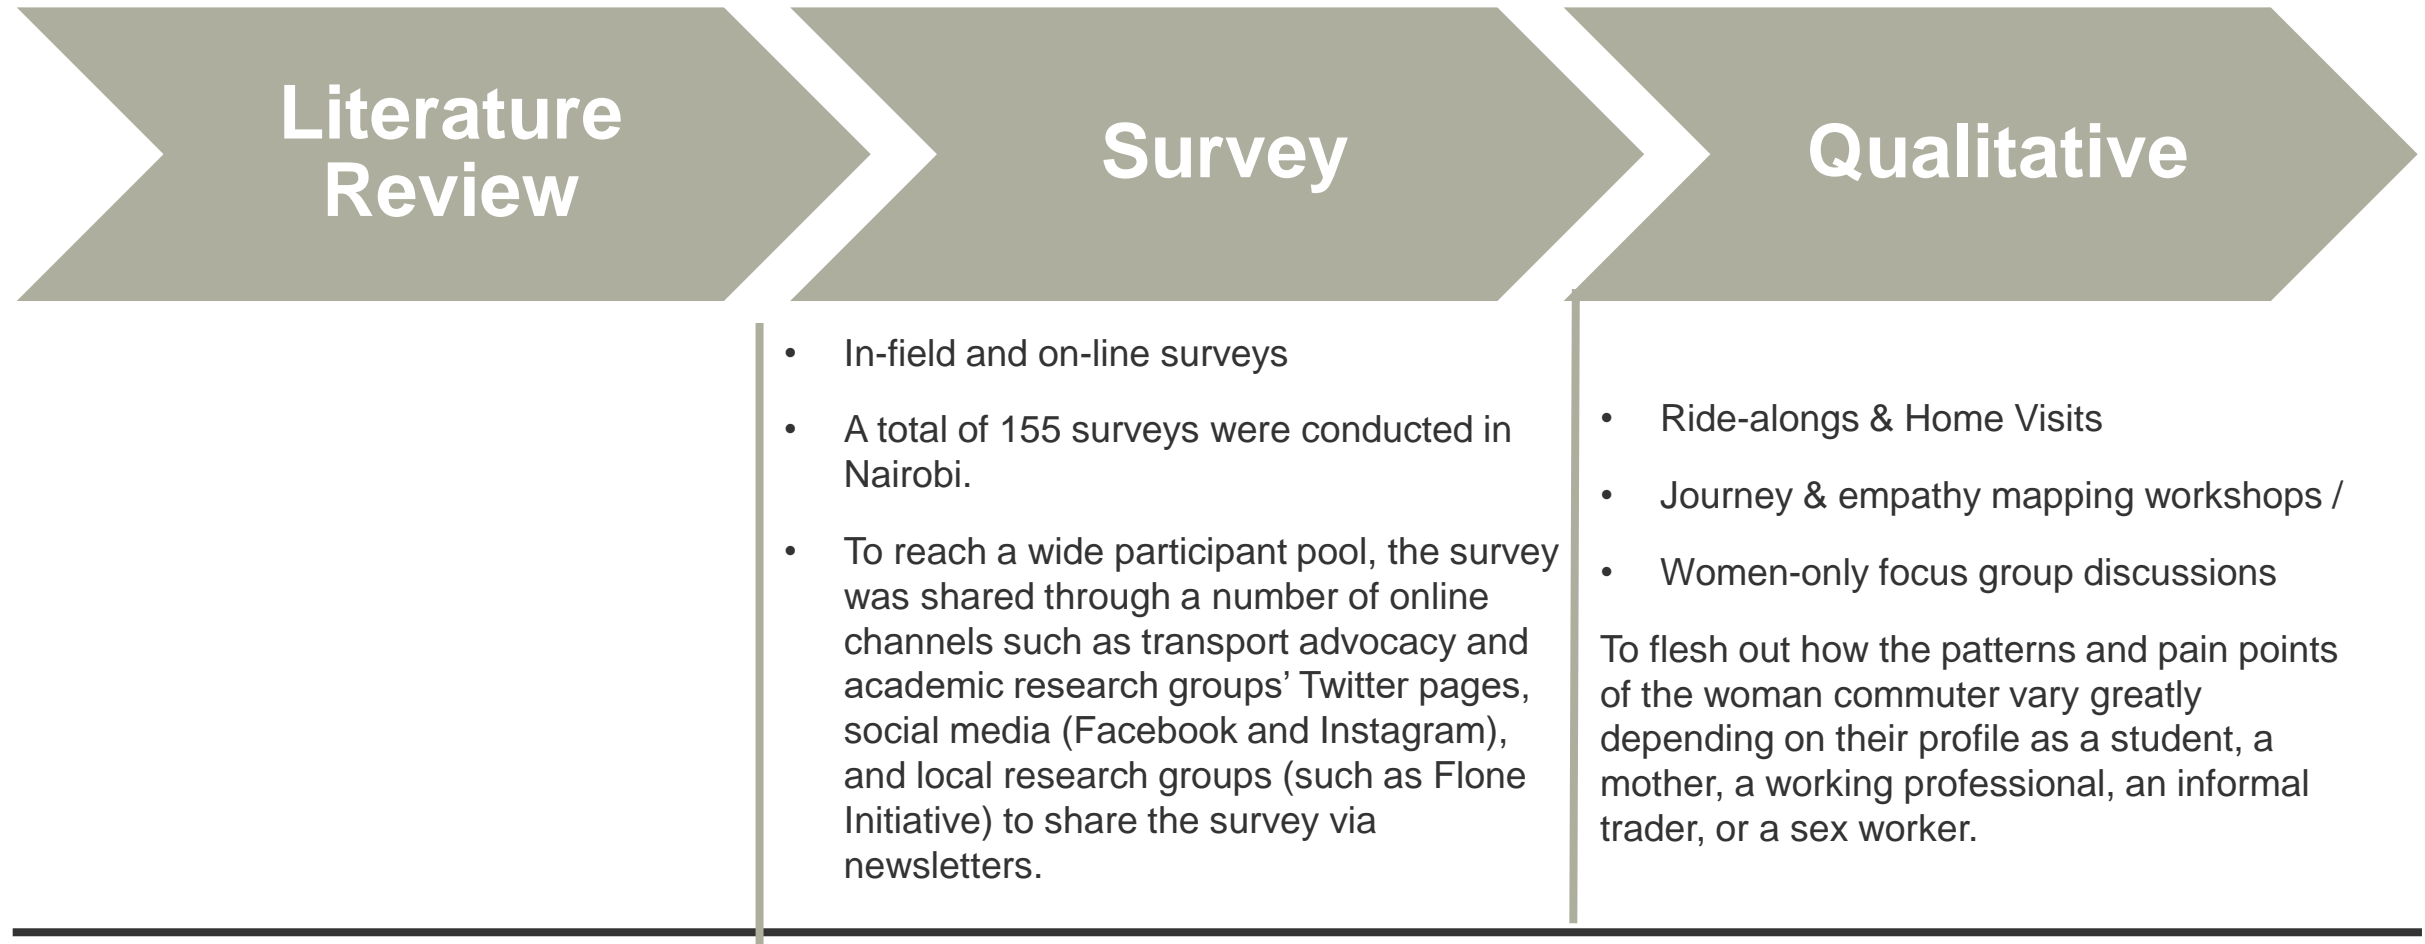 Literature
Review
Survey
Qualitative
• In-field and on-line surveys
• A total of 155 surveys were conducted in
Nairobi.
• To reach a wide participant pool, the survey
was shared through a number of online
channels such as transport advocacy and
academic research groups’ Twitter pages,
social media (Facebook and Instagram),
and local research groups (such as Flone
Initiative) to share the survey via
newsletters.
• Ride-alongs & Home Visits
• Journey & empathy mapping workshops /
• Women-only focus group discussions
To flesh out how the patterns and pain points
of the woman commuter vary greatly
depending on their profile as a student, a
mother, a working professional, an informal
trader, or a sex worker.